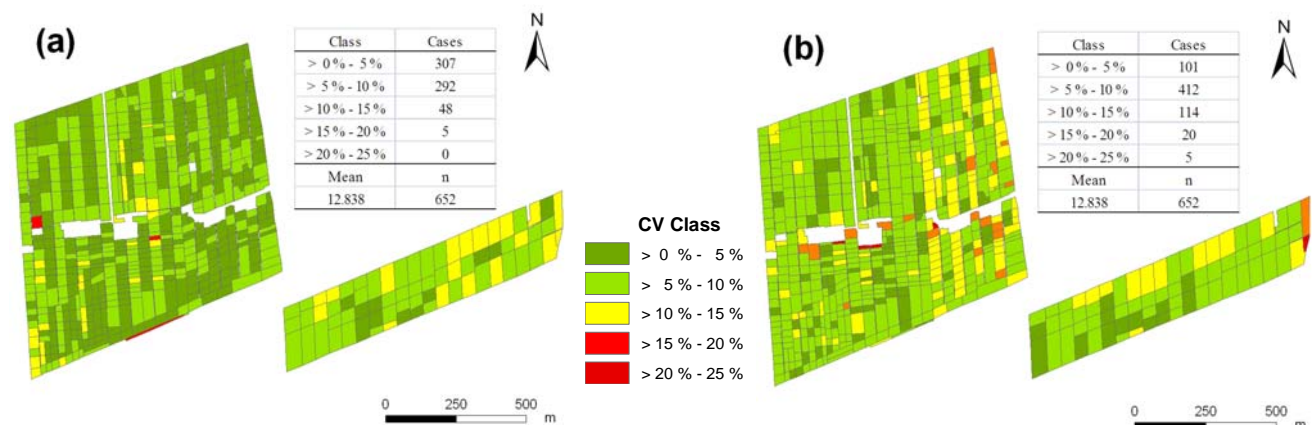 (a)
Class Cases
> 0 % - 5 % 307
> 5 % - 10 % 292
> 10 % - 15 % 48
> 15 % - 20 % 5
> 20 % - 25 % 0
Mean n
12.838 652
N
CV Class
> 0 % - 5 %
> 5 % - 10 %
> 10 % - 15 %
> 15 % - 20 %
> 20 % - 25 %
0 250 500
m
(b)
Class Cases
> 0 % - 5 % 101
> 5 % - 10 % 412
> 10 % - 15 % 114
> 15 % - 20 % 20
> 20 % - 25 % 5
Mean n
12.838 652
N
0 250 500
m